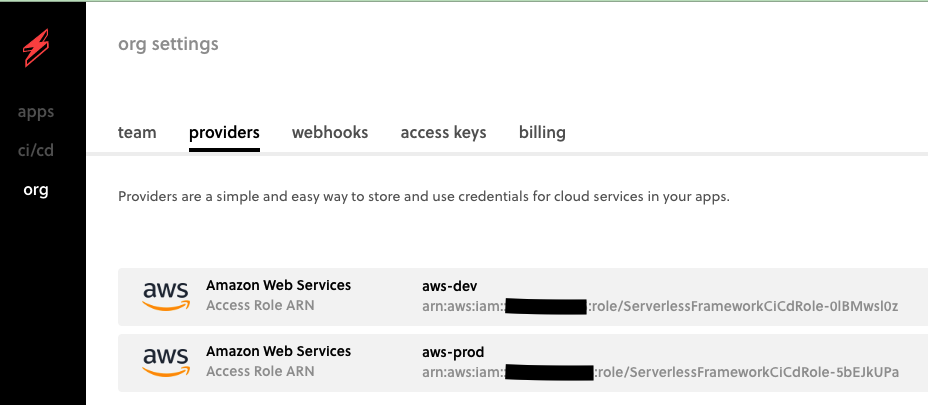 org settings
apps
ci/cd
org
team providers webhooks access keys billing
Providers are a simple and easy way to store and use credentials for cloud services in your apps.
aws Amazon Web Services aws-dev
Access Role ARN arn:aws:iam:: :role/ServerlessFrameworkCiCdRole-0lBMwsl0z
aws Amazon Web Services aws-prod
Access Role ARN arn:aws:iam:: :role/ServerlessFrameworkCiCdRole-5bEJkUPa